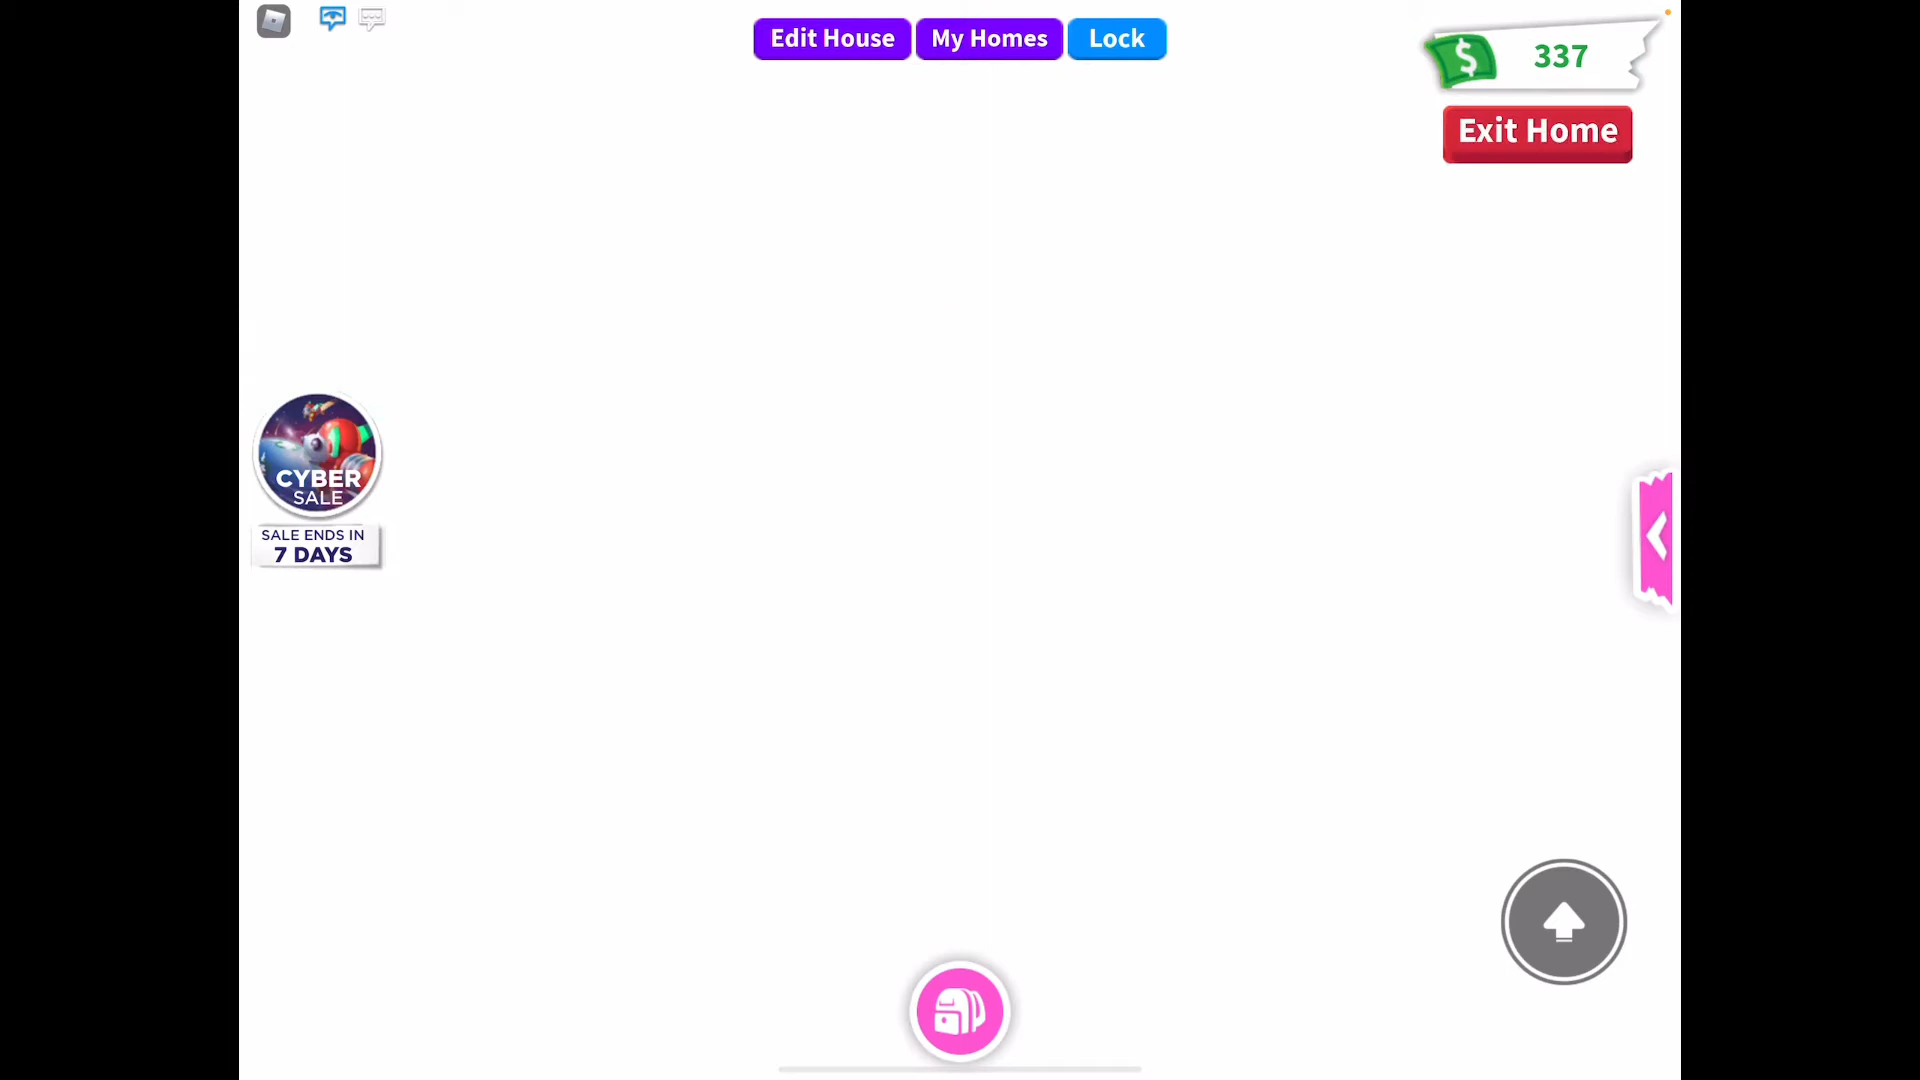 Edit House
My Homes
Lock
$
337
Exit Home
CYBER
SALE
SALE ENDS IN
7 DAYS